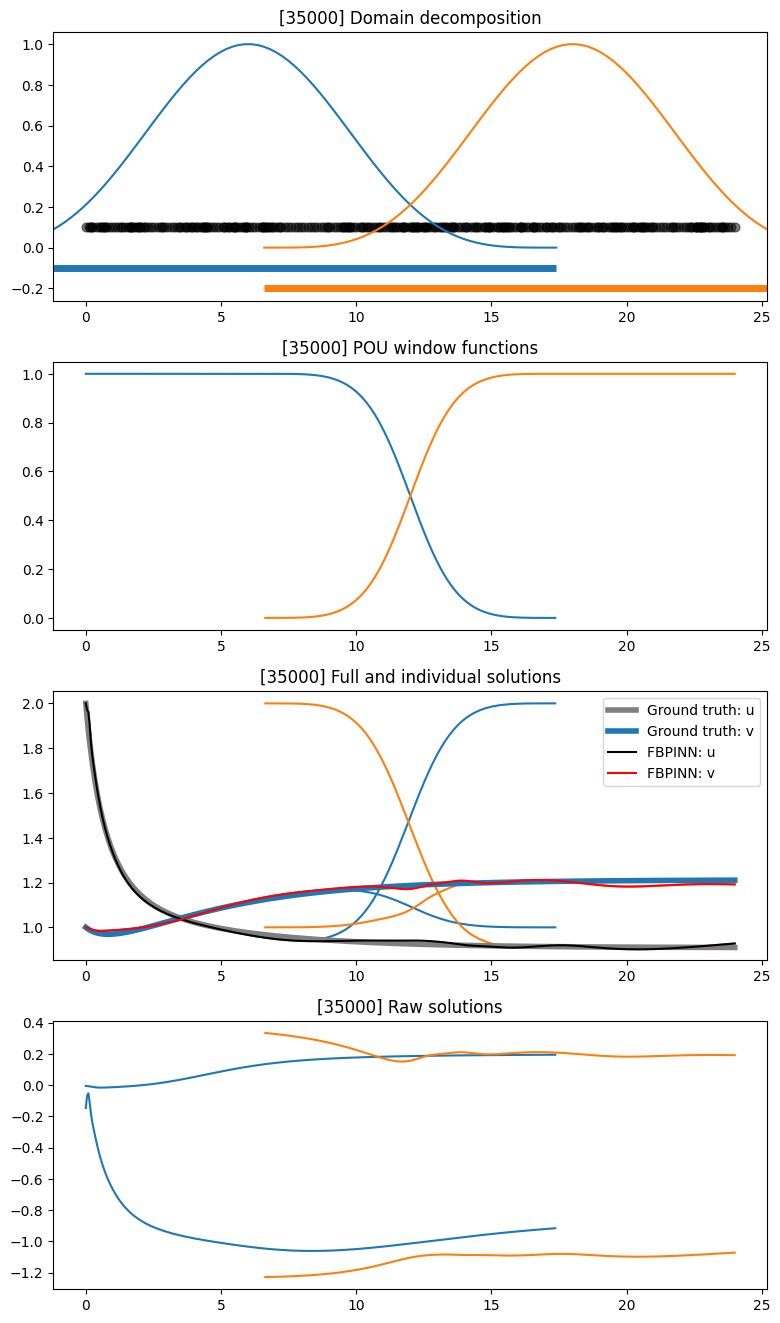 [35000] Domain decomposition
1.0
0.8
0.6
0.4
0.2
0.0
−0.2
0 5 10 15 20 25
[35000] POU window functions
1.0
0.8
0.6
0.4
0.2
0.0
0 5 10 15 20 25
[35000] Full and individual solutions
2.0
1.8
1.6
1.4
1.2
1.0
Ground truth: u
Ground truth: v
FBPINN: u
FBPINN: v
0 5 10 15 20 25
[35000] Raw solutions
0.4
0.2
0.0
−0.2
−0.4
−0.6
−0.8
−1.0
−1.2
0 5 10 15 20 25